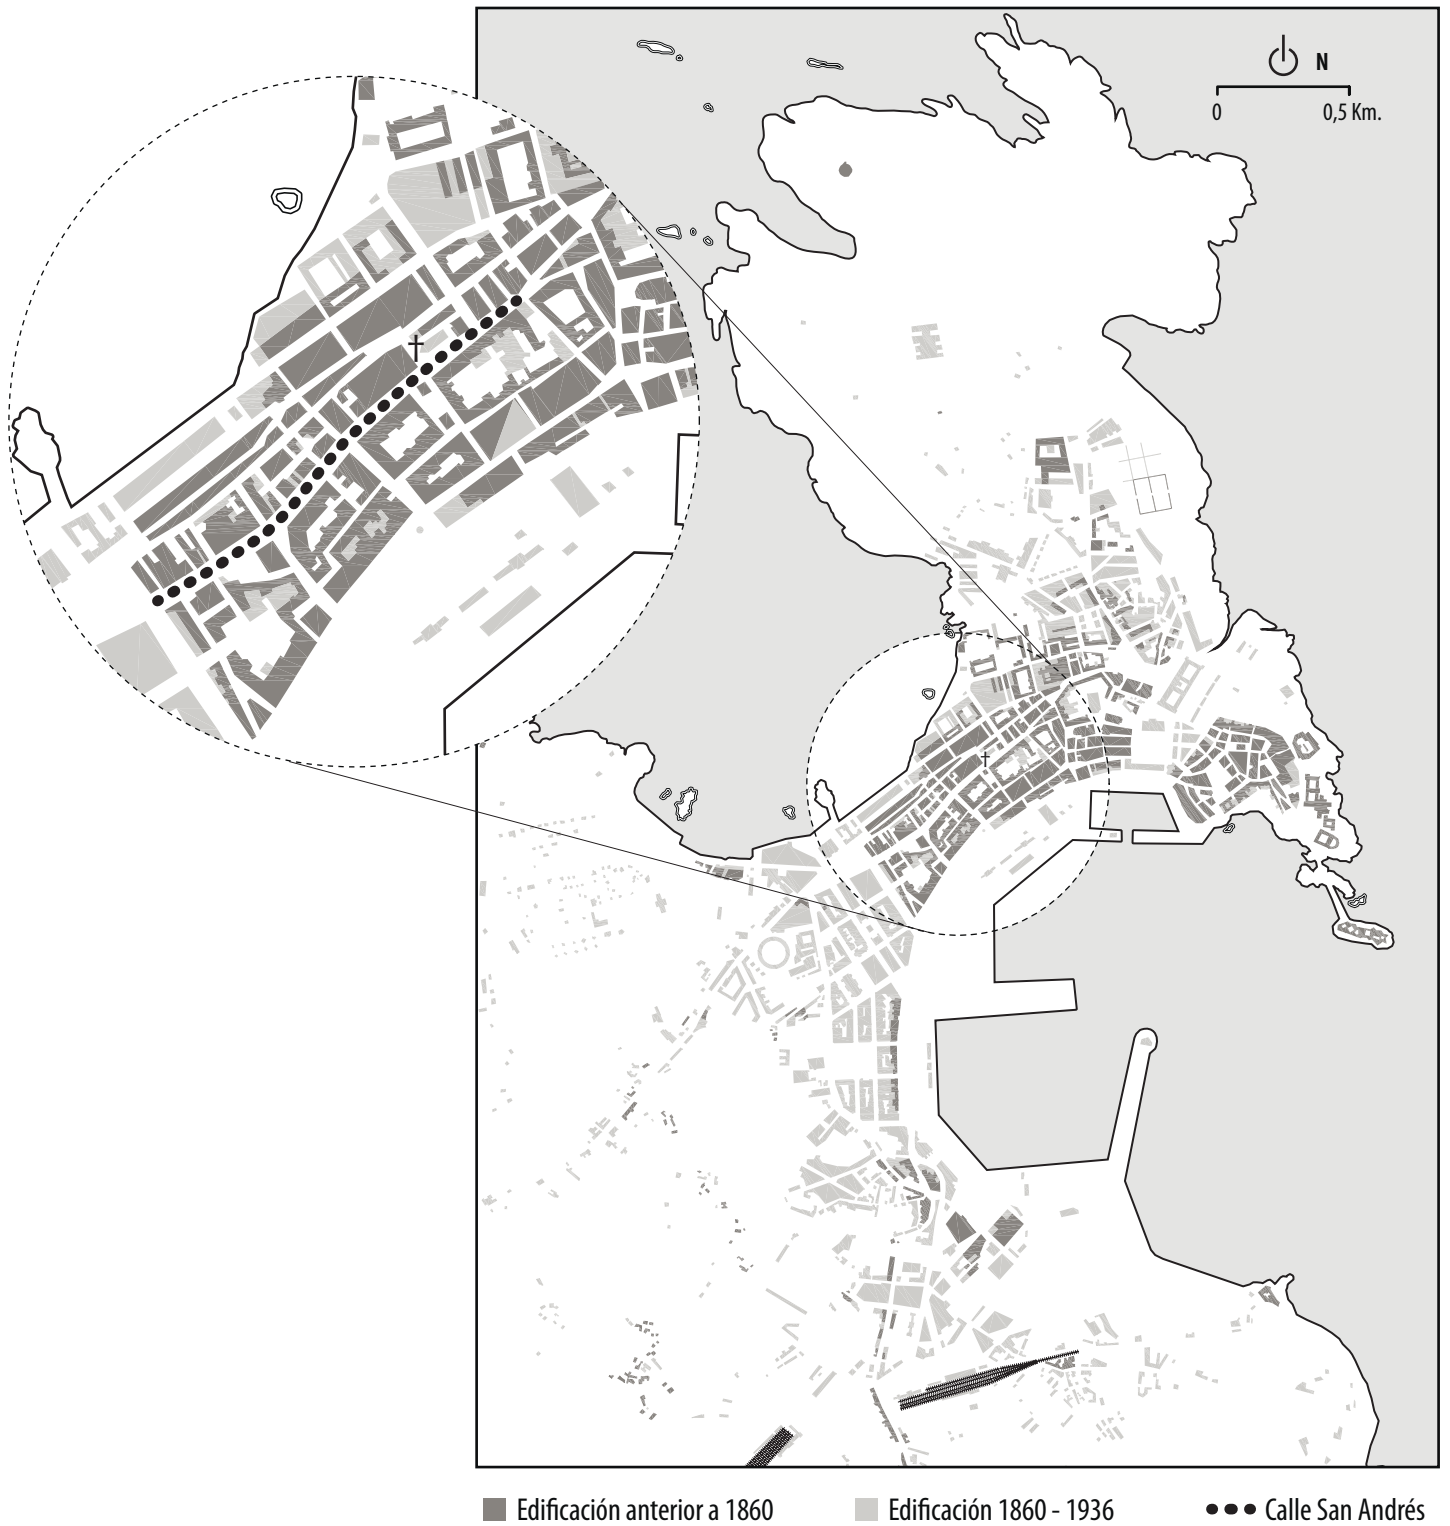 N
0 0,5 Km.
Edificación anterior a 1860
Edificación 1860 - 1936
Calle San Andrés